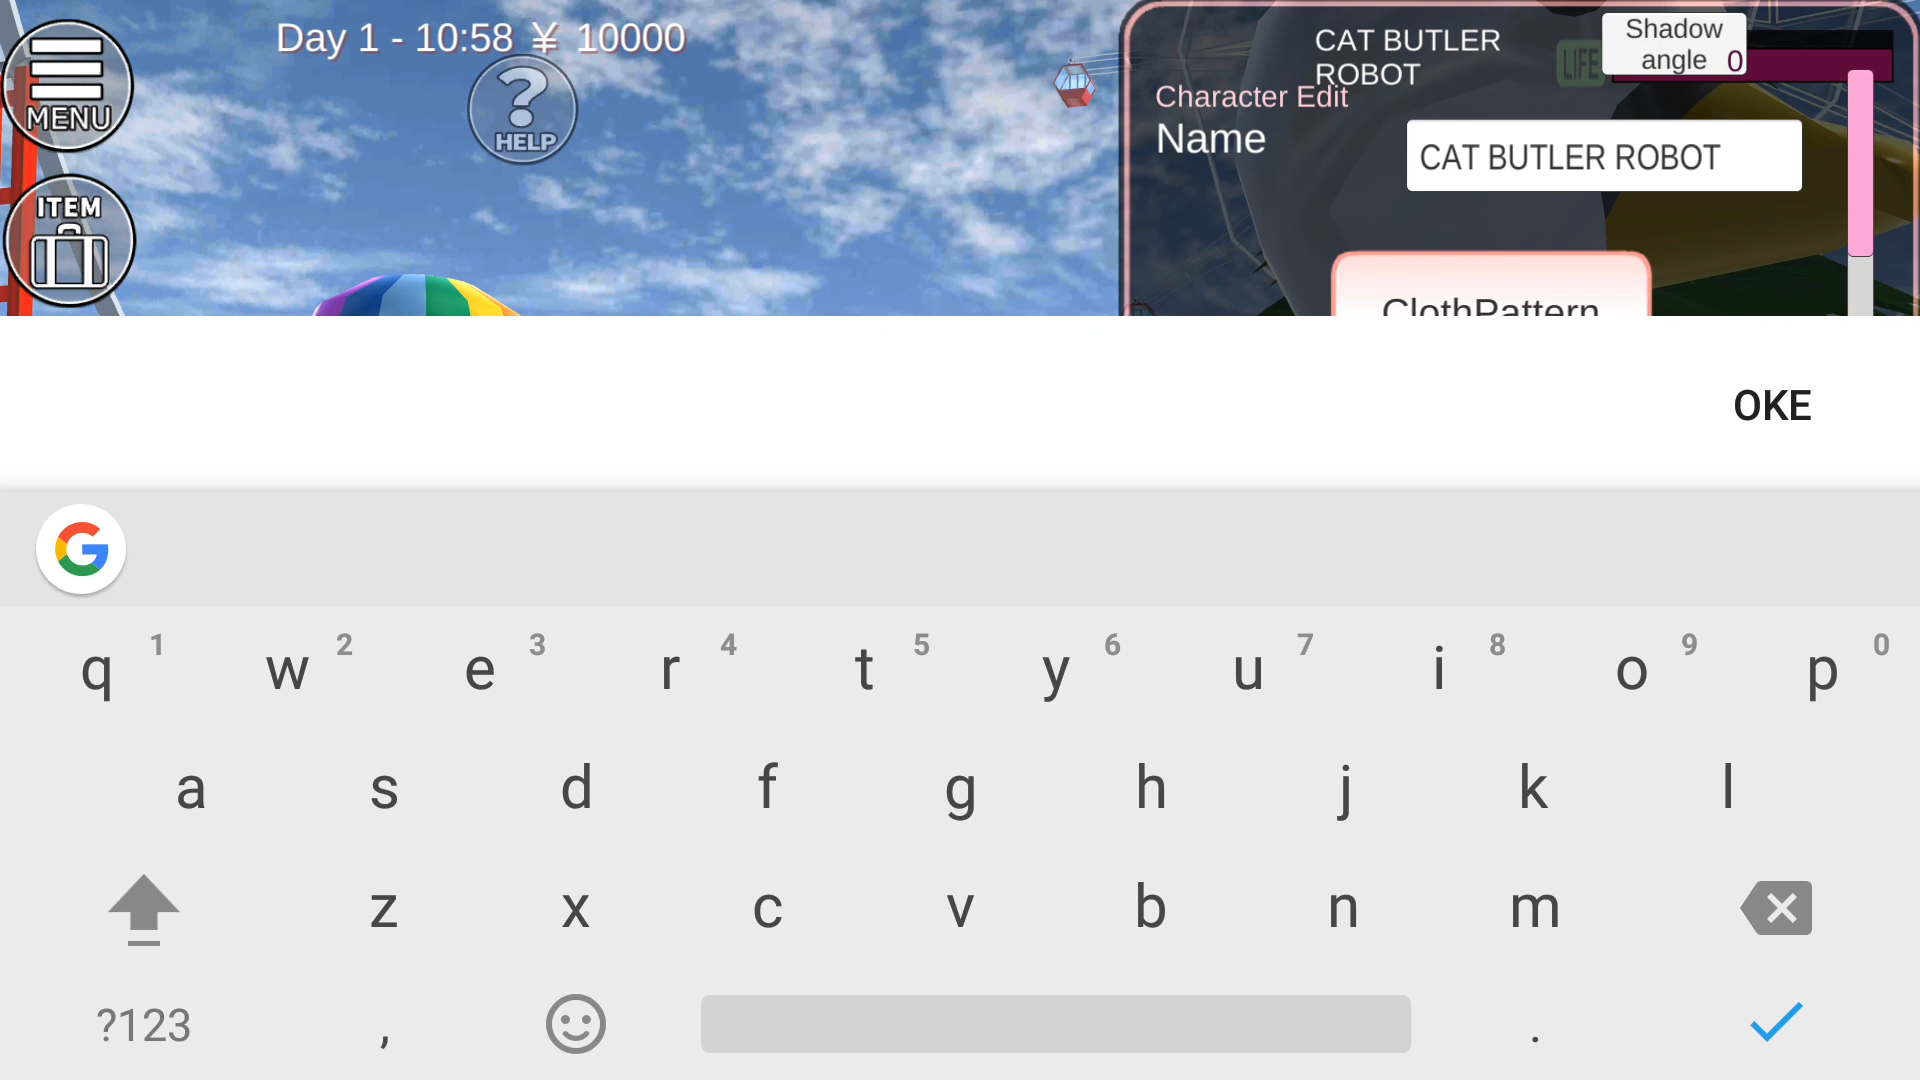 Day 1 - 10:58 ¥ 10000
MENU
HELP
ITEM
CAT BUTLER
ROBOT
LIFE
Shadow
angle 0
Character Edit
Name
CAT BUTLER ROBOT
ClothPattern
OKE
q 1 w 2 e 3 r 4 t 5 y 6 u 7 i 8 o 9 p 0
a s d f g h j k l
z x c v b n m
?123 , .